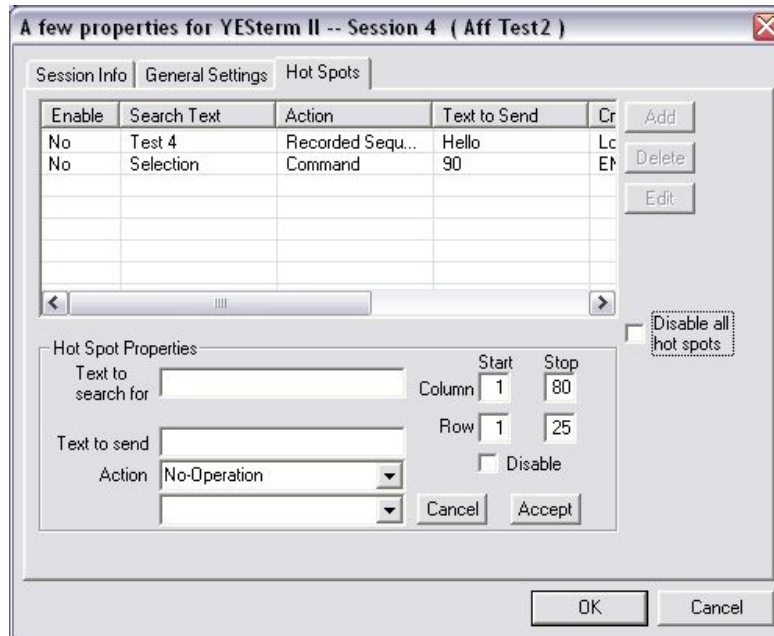 A few properties for YESterm II -- Session 4 ( Aff Test2 )
Session Info General Settings Hot Spots
Enable Search Text Action Text to Send Cr
No Test 4 Recorded Sequ... Hello Lo
No Selection Command 90 EN
Add
Delete
Edit
Disable all
hot spots
Hot Spot Properties
Text to
search for
Start Stop
Column 1 80
Row 1 25
Text to send
Disable
Action No-Operation
Cancel Accept
OK Cancel